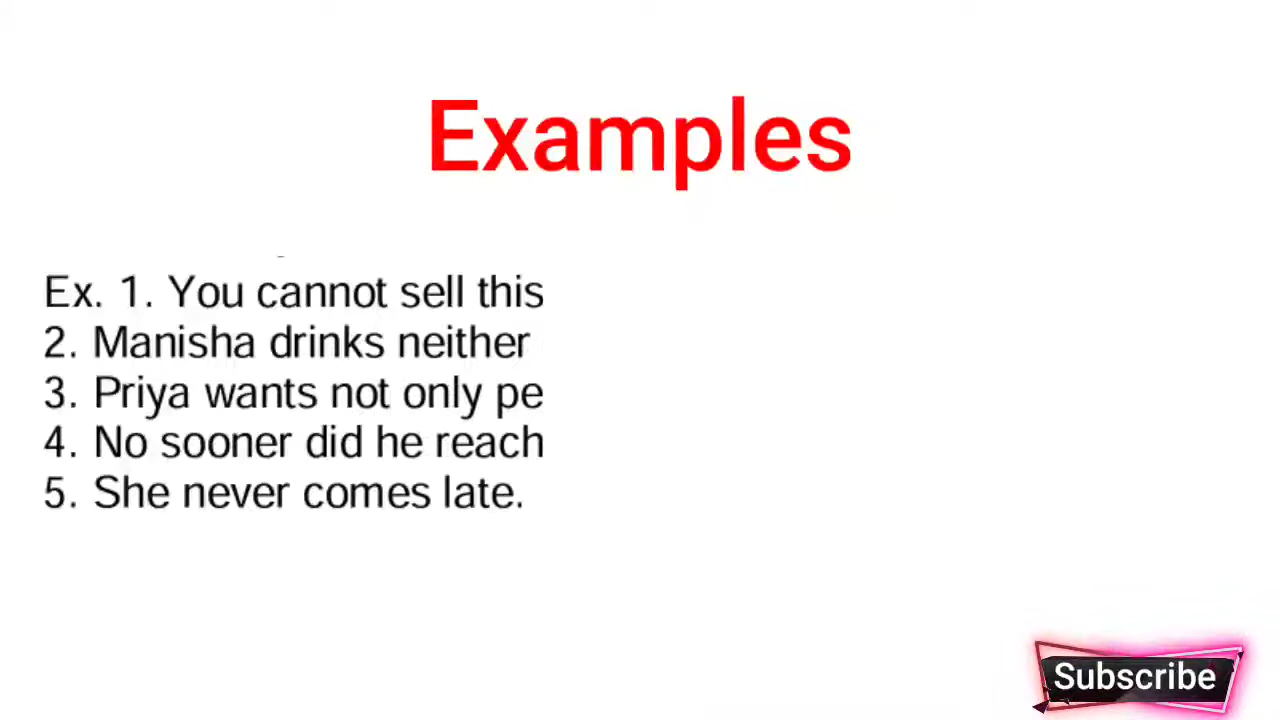 Examples
Ex. 1. You cannot sell this
2. Manisha drinks neither
3. Priya wants not only pe
4. No sooner did he reach
5. She never comes late.
Subscribe